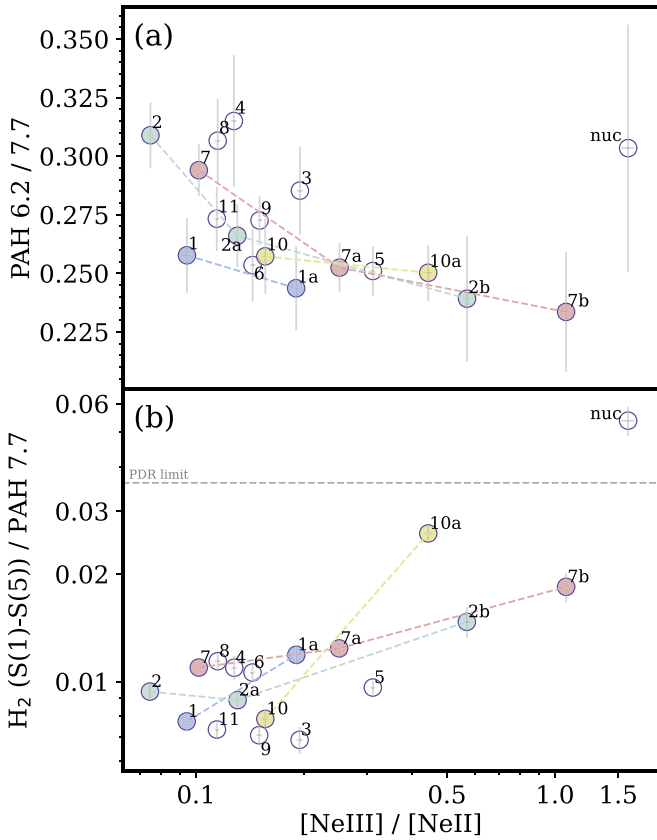 (a)
0.350
0.325
0.300
0.275
0.250
0.225
PAH 6.2 / 7.7
2
8
4
7
3
nuc
11
9
2a
1
6
10
1a
7a
5
10a
2b
7b
(b)
0.06
0.03
0.02
0.01
H₂ (S(1)-S(5)) / PAH 7.7
nuc
PDR limit
10a
7b
2b
1a
7a
7
8
4
6
5
2
2a
1
10
11
9
3
0.1
0.5
1.0
1.5
[NeIII] / [NeII]